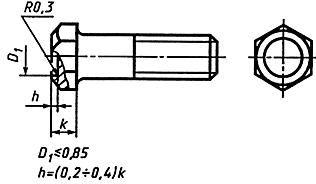 R0,3
D₁
h
k
D₁≤0,85
h=(0,2÷0,4)k